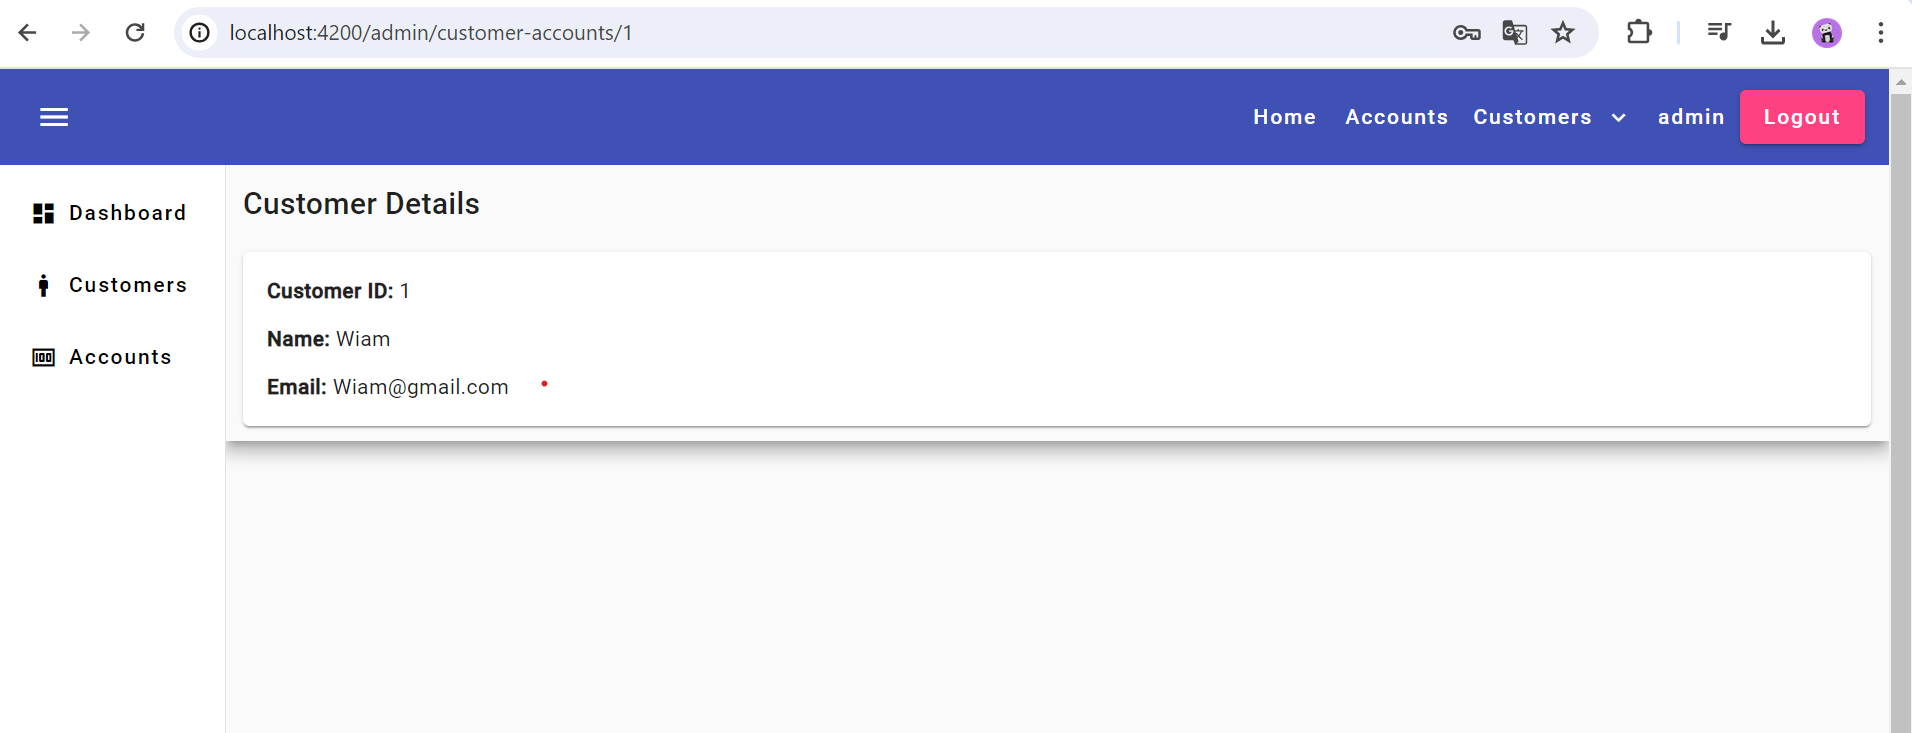 localhost:4200/admin/customer-accounts/1
Home Accounts Customers admin Logout
Dashboard
Customers
Accounts
Customer Details
Customer ID: 1
Name: Wiam
Email: Wiam@gmail.com